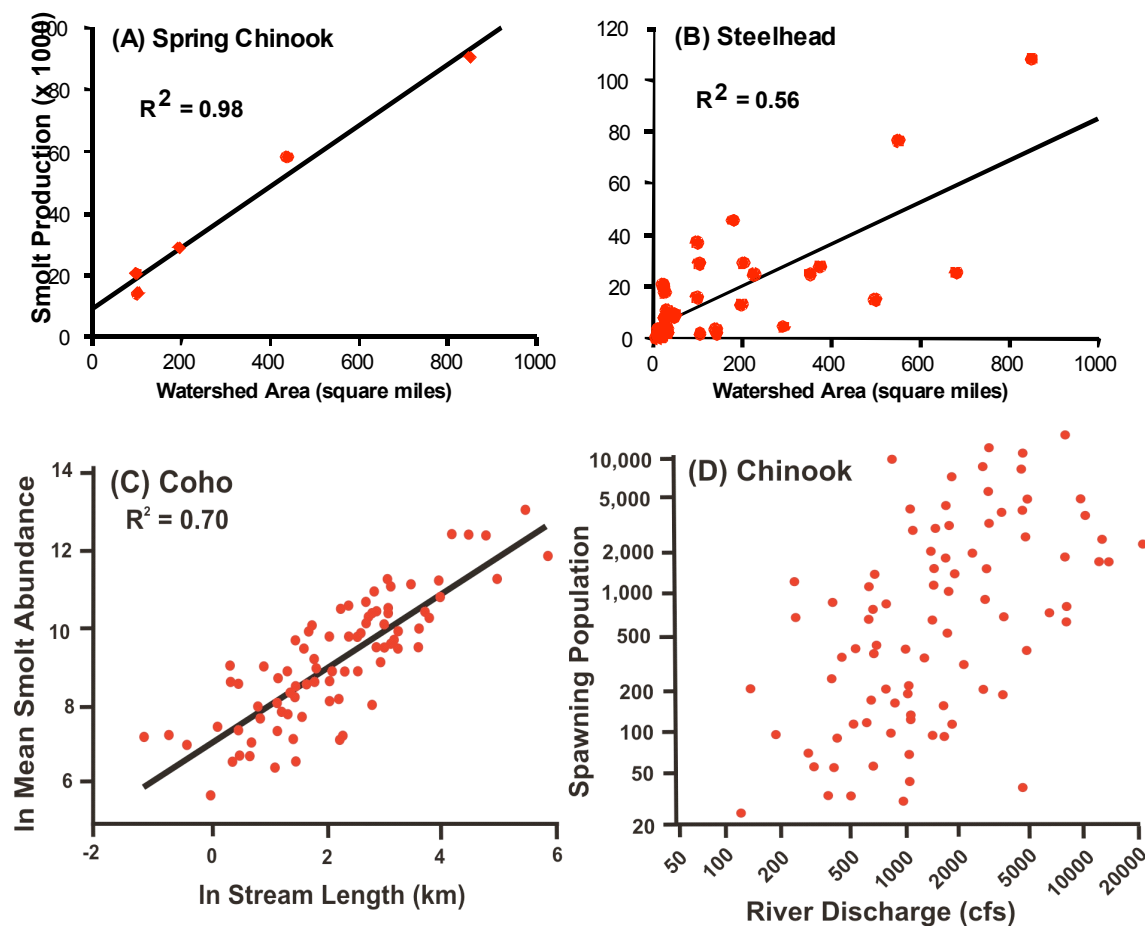 (A) Spring Chinook
R² = 0.98
Smolt Production (x 1000)
100
80
60
40
20
0
0 200 400 600 800 1000
Watershed Area (square miles)
(B) Steelhead
R² = 0.56
120
100
80
60
40
20
0
0 200 400 600 800 1000
Watershed Area (square miles)
(C) Coho
R² = 0.70
ln Mean Smolt Abundance
14
12
10
8
6
-2 0 2 4 6
ln Stream Length (km)
(D) Chinook
Spawning Population
10,000
5,000
2,000
1,000
500
200
100
50
20
50 100 200 500 1000 2000 5000 10000 20000
River Discharge (cfs)